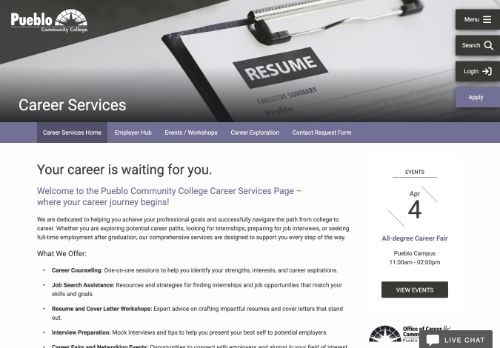 Pueblo
Community College
Menu
Search
Login
Apply
RESUME
EXECUTIVE SUMMARY
Profile
Career Services
Career Services Home
Employer Hub
Events / Workshops
Career Exploration
Contact Request Form
Your career is waiting for you.
Welcome to the Pueblo Community College Career Services Page –
where your career journey begins!
We are dedicated to helping you achieve your professional goals and successfully navigate the path from college to
career. Whether you are exploring potential career paths, looking for internships, preparing for job interviews, or seeking
full-time employment after graduation, our comprehensive services are designed to support you every step of the way.
What We Offer:
• Career Counseling: One-on-one sessions to help you identify your strengths, interests, and career aspirations.
• Job Search Assistance: Resources and strategies for finding internships and job opportunities that match your
skills and goals.
• Resume and Cover Letter Workshops: Expert advice on crafting impactful resumes and cover letters that stand
out.
• Interview Preparation: Mock interviews and tips to help you present your best self to potential employers.
• Career Fairs and Networking Events: Opportunities to connect with employers and alumni in your field of interest.
EVENTS
Apr
4
All-degree Career Fair
Pueblo Campus
11:00am - 02:00pm
VIEW EVENTS
Office of Career
Pueblo
LIVE CHAT